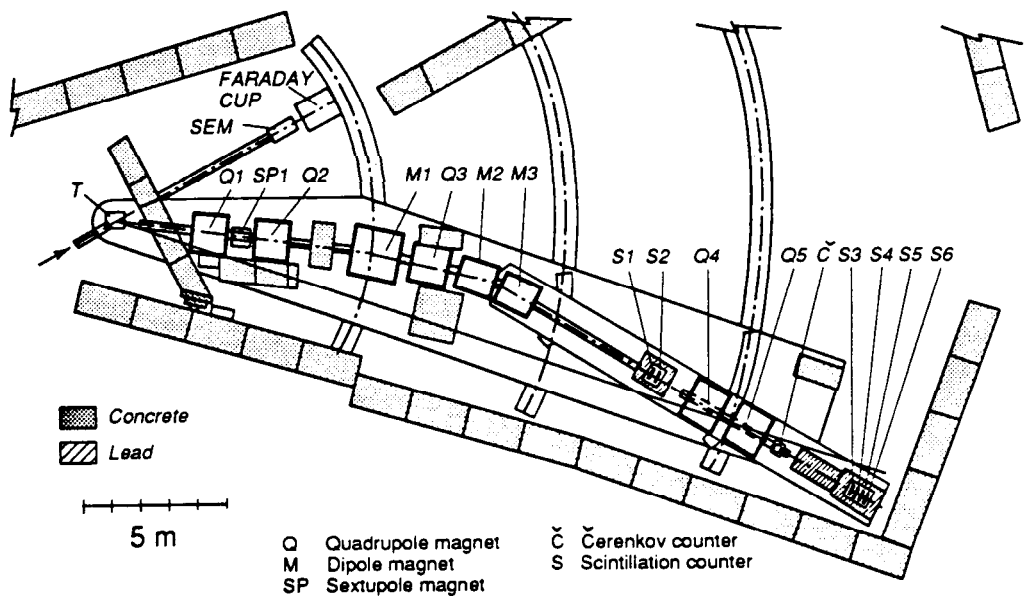 FARADAY
CUP
SEM
T
Q1 SP1 Q2
M1 Q3 M2 M3
S1 S2 Q4
Q5 Č S3 S4 S5 S6
Concrete
Lead
5 m
Q Quadrupole magnet
M Dipole magnet
SP Sextupole magnet
Č Čerenkov counter
S Scintillation counter